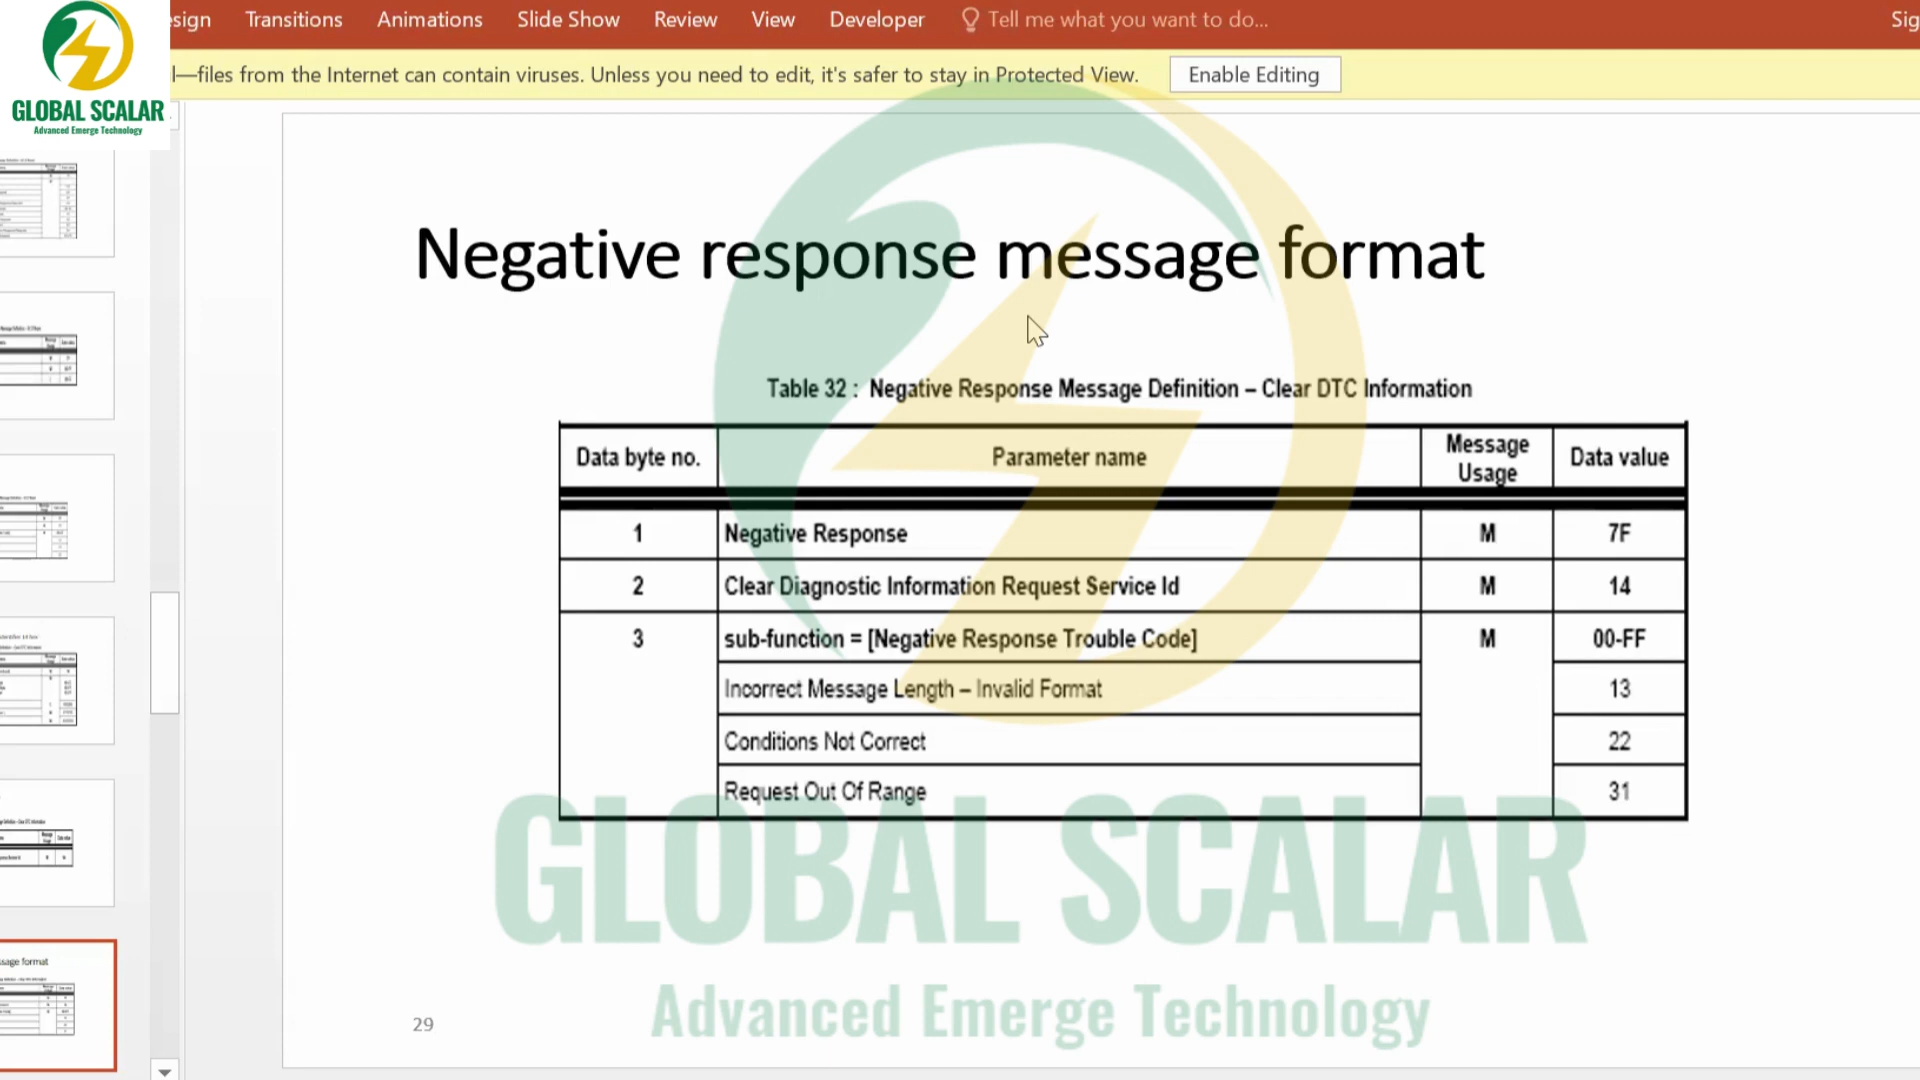 esign Transitions Animations Slide Show Review View Developer Tell me what you want to do... Sig
l—files from the Internet can contain viruses. Unless you need to edit, it's safer to stay in Protected View. Enable Editing
GLOBAL SCALAR
Advanced Emerge Technology
Negative response message format
Table 32 : Negative Response Message Definition – Clear DTC Information
Data byte no. Parameter name Message Usage Data value
1 Negative Response M 7F
2 Clear Diagnostic Information Request Service Id M 14
3 sub-function = [Negative Response Trouble Code] M 00-FF
Incorrect Message Length – Invalid Format 13
Conditions Not Correct 22
Request Out Of Range 31
GLOBAL SCALAR
Advanced Emerge Technology
29
ssage format